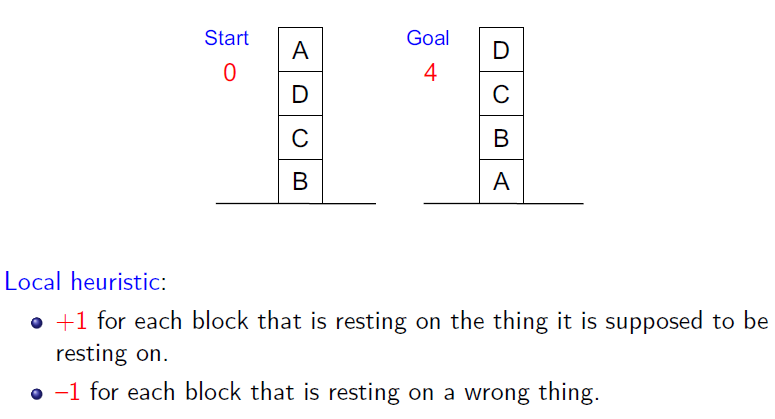 Start
0
A
D
C
B
Goal
4
D
C
B
A
Local heuristic:
+1 for each block that is resting on the thing it is supposed to be
resting on.
–1 for each block that is resting on a wrong thing.